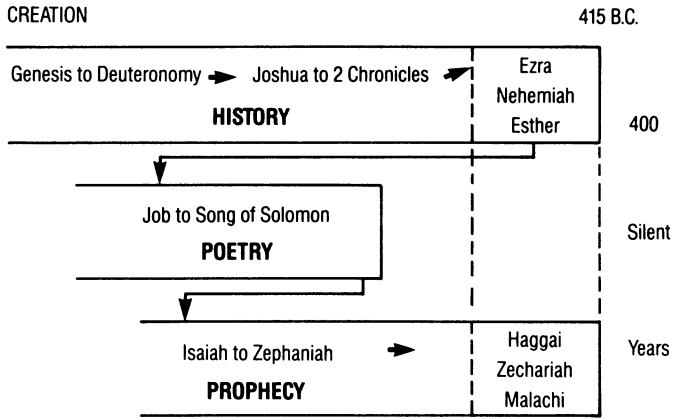 CREATION 415 B.C.
Genesis to Deuteronomy Joshua to 2 Chronicles
HISTORY
Ezra
Nehemiah
Esther
400
Job to Song of Solomon
POETRY
Silent
Isaiah to Zephaniah
PROPHECY
Haggai
Zechariah
Malachi
Years